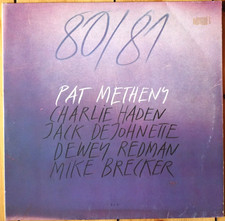 80/81
PAT METHENY
CHARLIE HADEN
JACK DEJOHNETTE
DEWEY REDMAN
MIKE BRECKER